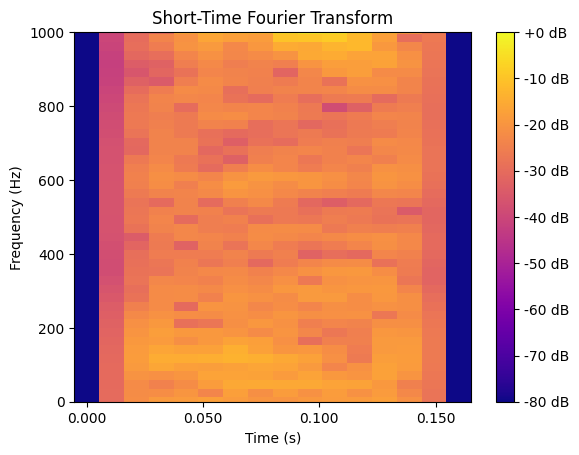 Short-Time Fourier Transform
Frequency (Hz)
1000
800
600
400
200
0
0.000
0.050
0.100
0.150
Time (s)
+0 dB
-10 dB
-20 dB
-30 dB
-40 dB
-50 dB
-60 dB
-70 dB
-80 dB